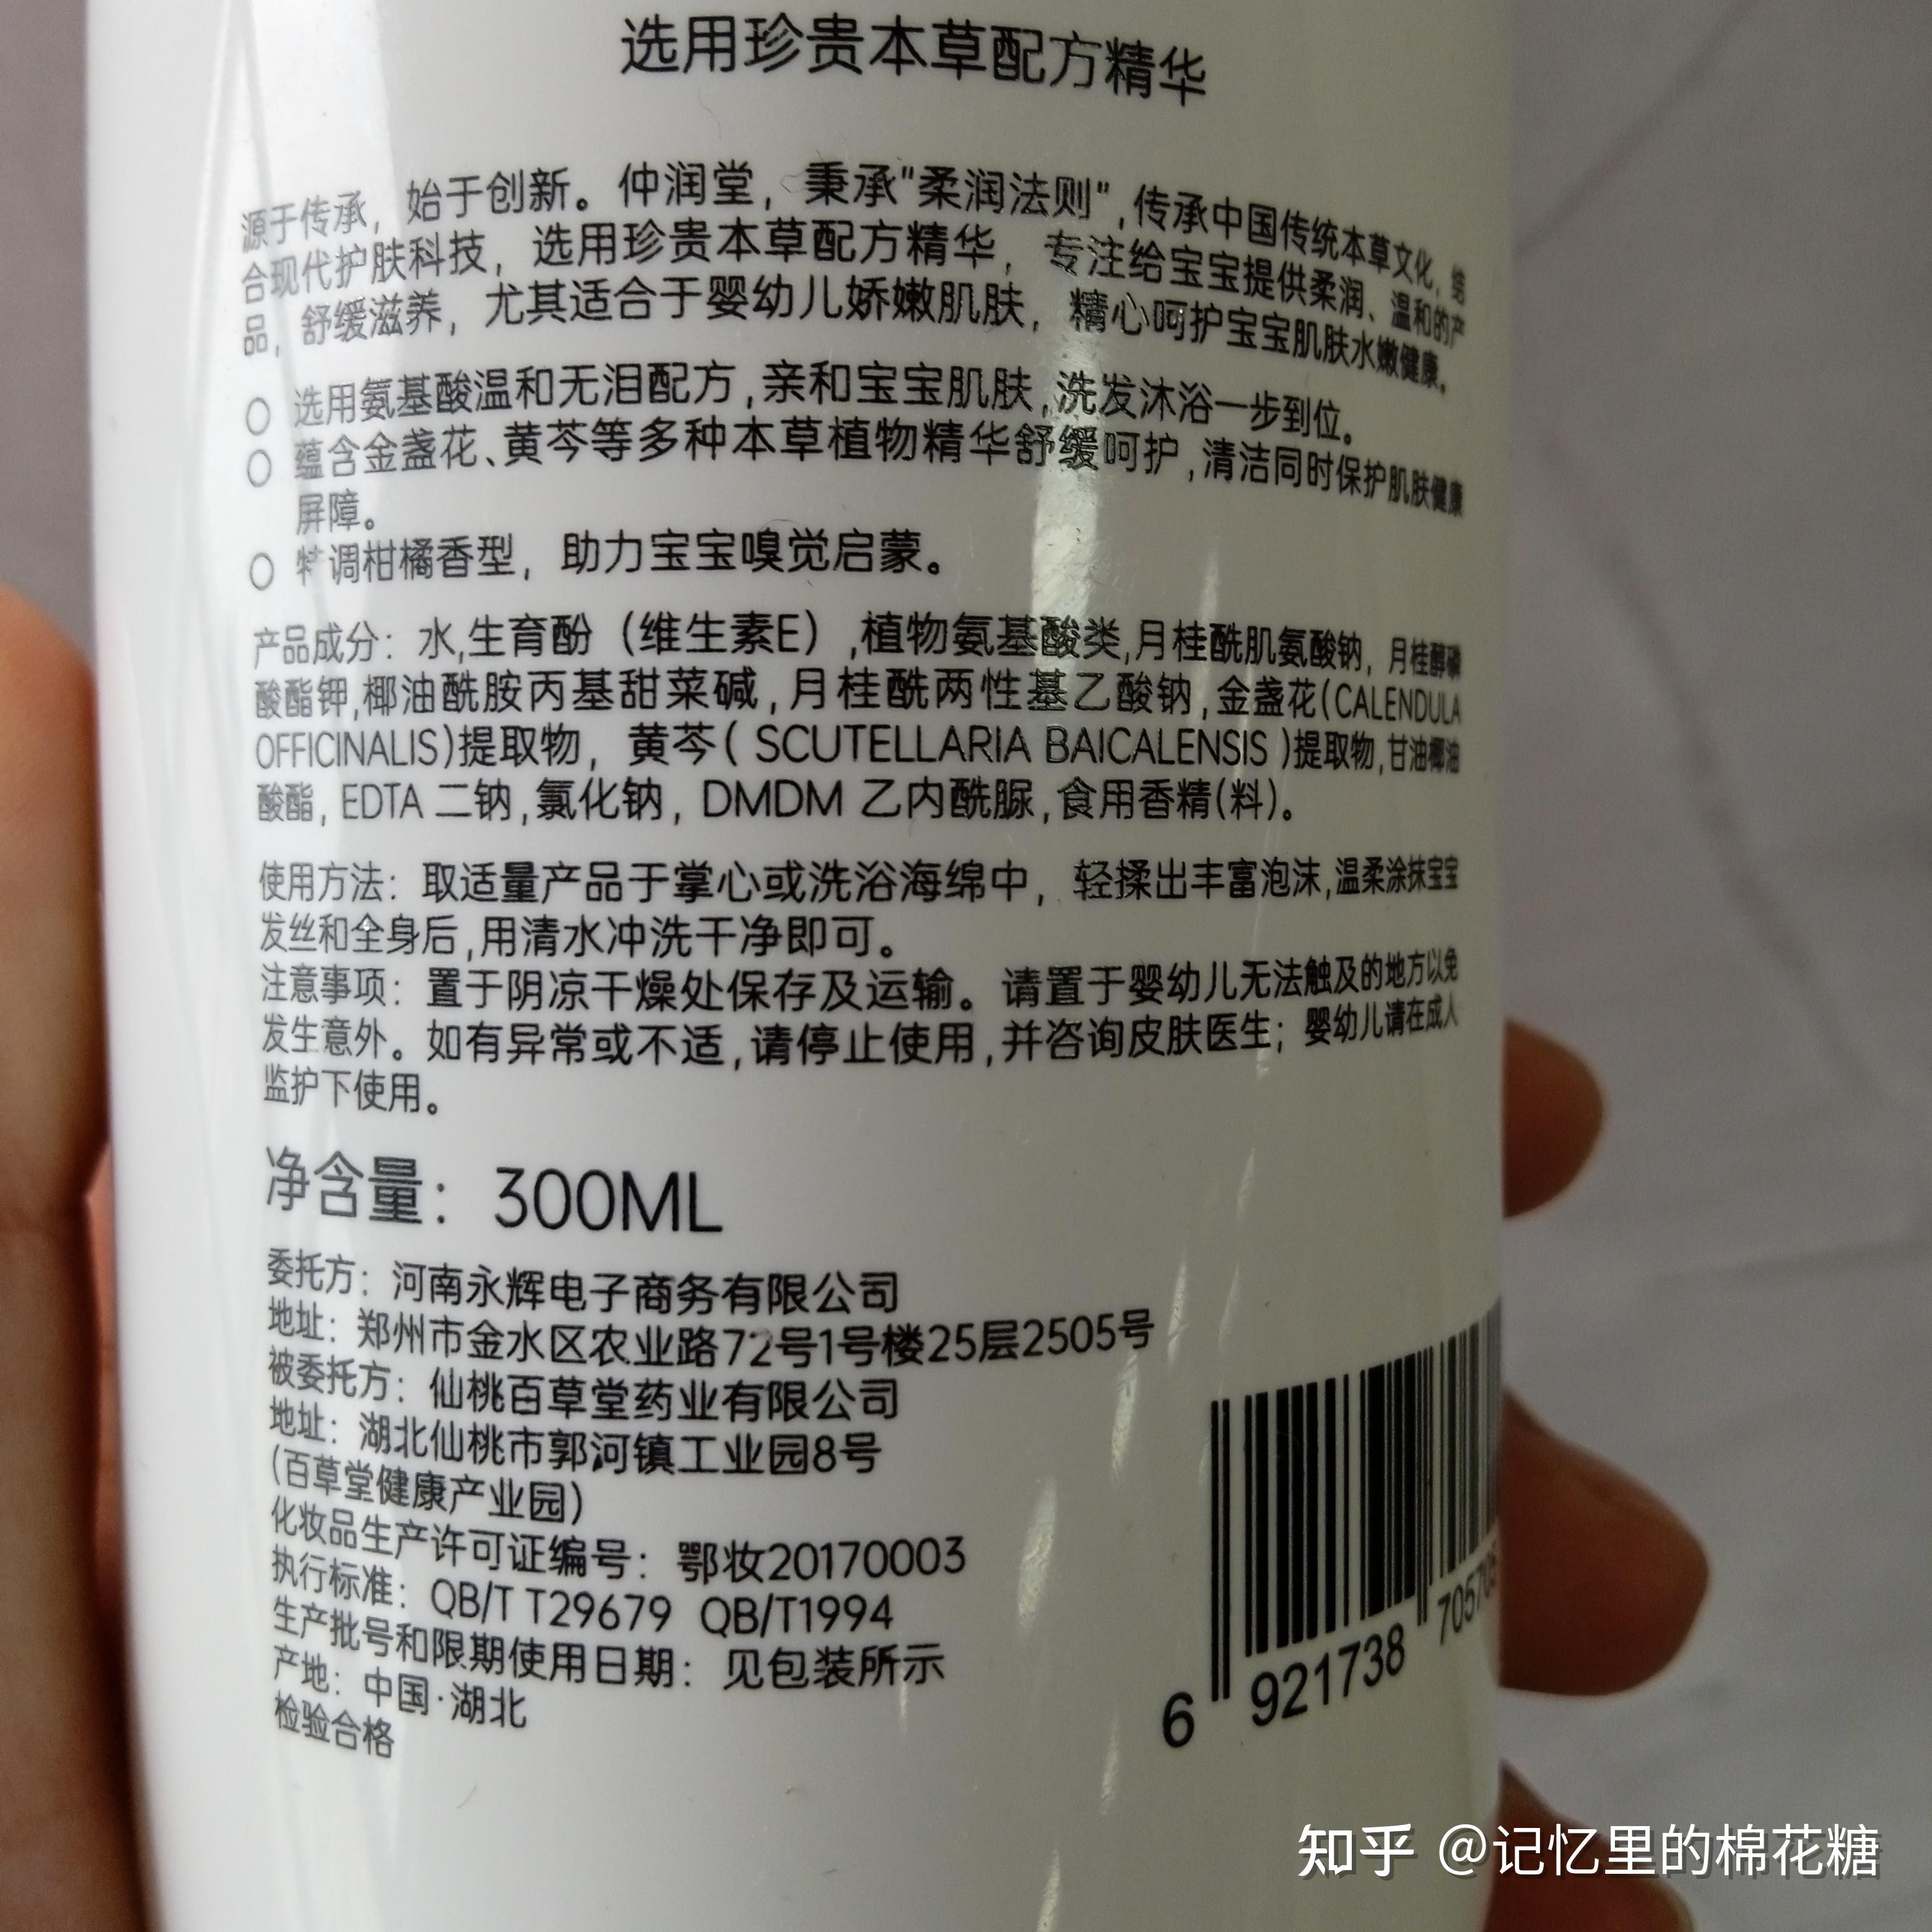 选用珍贵本草配方精华
源于传承，始于创新。仲润堂，秉承"柔润法则",传承中国传统本草文化，结
合现代护肤科技，选用珍贵本草配方精华，专注给宝宝提供柔润、温和的产
品，舒缓滋养，尤其适合于婴幼儿娇嫩肌肤，精心呵护宝宝肌肤水嫩健康。
○ 选用氨基酸温和无泪配方,亲和宝宝肌肤,洗发沐浴一步到位。
○ 蕴含金盏花、黄芩等多种本草植物精华舒缓呵护,清洁同时保护肌肤健康
屏障。
○ 特调柑橘香型，助力宝宝嗅觉启蒙。
产品成分：水,生育酚（维生素E）,植物氨基酸类,月桂酰肌氨酸钠，月桂醇磷
酸酯钾,椰油酰胺丙基甜菜碱,月桂酰两性基乙酸钠,金盏花(CALENDULA
OFFICINALIS)提取物，黄芩( SCUTELLARIA BAICALENSIS )提取物,甘油椰油
酸酯, EDTA 二钠,氯化钠, DMDM 乙内酰脲,食用香精(料)。
使用方法：取适量产品于掌心或洗浴海绵中，轻揉出丰富泡沫,温柔涂抹宝宝
发丝和全身后,用清水冲洗干净即可。
注意事项：置于阴凉干燥处保存及运输。请置于婴幼儿无法触及的地方以免
发生意外。如有异常或不适,请停止使用,并咨询皮肤医生；婴幼儿请在成人
监护下使用。
净含量：300ML
委托方：河南永辉电子商务有限公司
地址：郑州市金水区农业路72号1号楼25层2505号
被委托方：仙桃百草堂药业有限公司
地址：湖北仙桃市郭河镇工业园8号
(百草堂健康产业园)
化妆品生产许可证编号：鄂妆20170003
执行标准：QB/T T29679 QB/T1994
生产批号和限期使用日期：见包装所示
产地：中国·湖北
检验合格
6 921738 70570
知乎 @记忆里的棉花糖